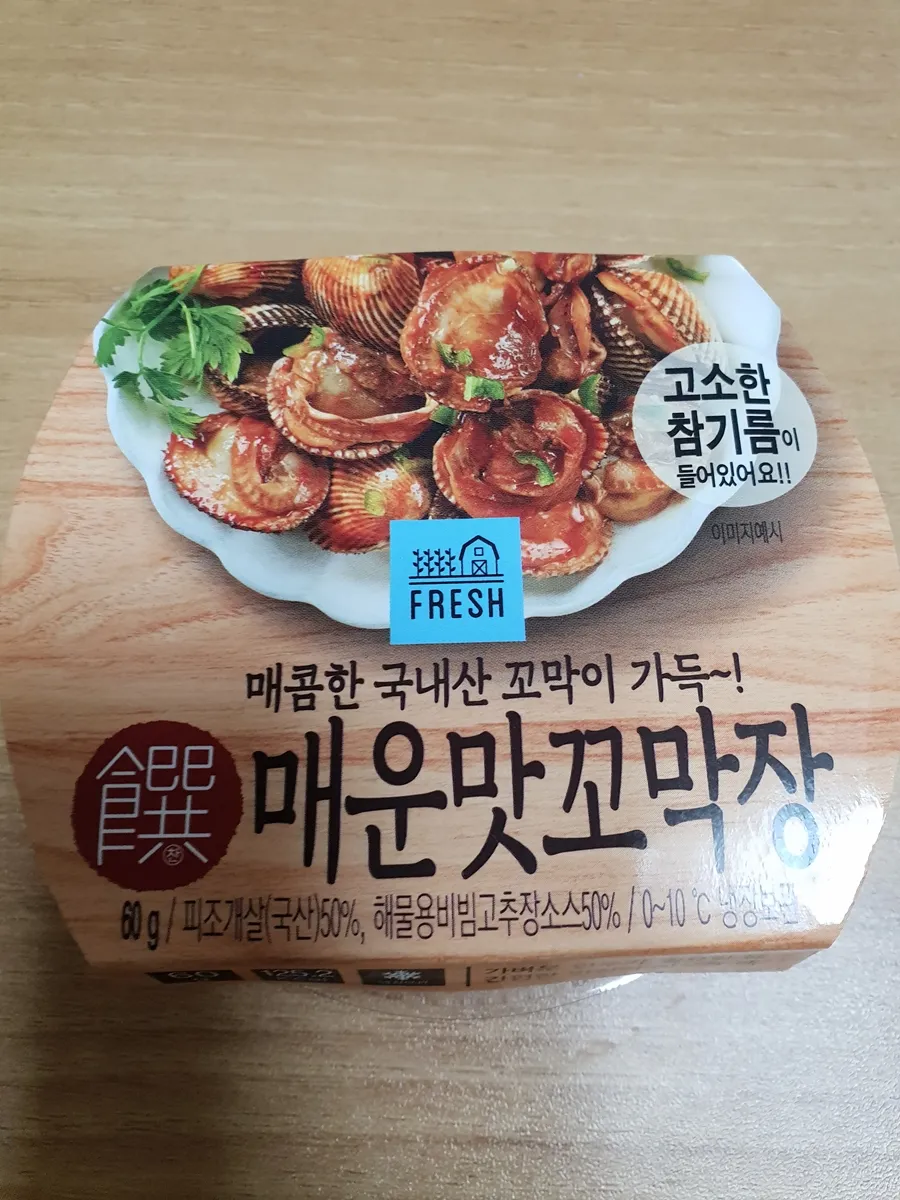 고소한
참기름이
들어있어요!!
이미지예시
FRESH
매콤한 국내산 꼬막이 가득~!
饌
찬
매운맛꼬막장
60 g / 피조개살(국산)50%, 해물용비빔고추장소스50% / 0~10 ℃ 냉장보관